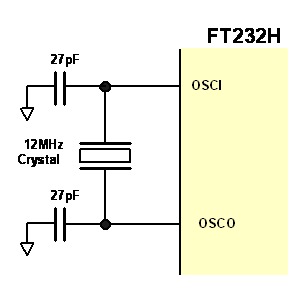 FT232H
27pF
OSCI
12MHz
Crystal
27pF
OSCO